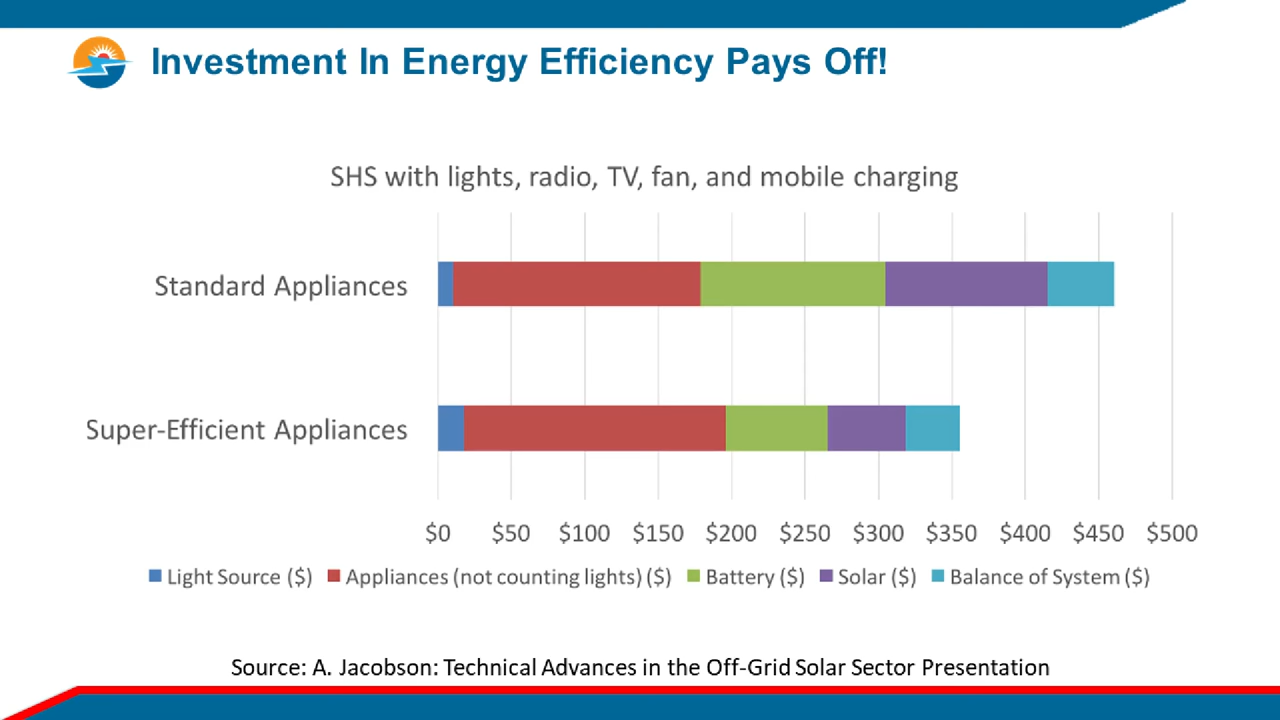 Investment In Energy Efficiency Pays Off!
SHS with lights, radio, TV, fan, and mobile charging
Standard Appliances
Super-Efficient Appliances
$0 $50 $100 $150 $200 $250 $300 $350 $400 $450 $500
Light Source ($) Appliances (not counting lights) ($) Battery ($) Solar ($) Balance of System ($)
Source: A. Jacobson: Technical Advances in the Off-Grid Solar Sector Presentation